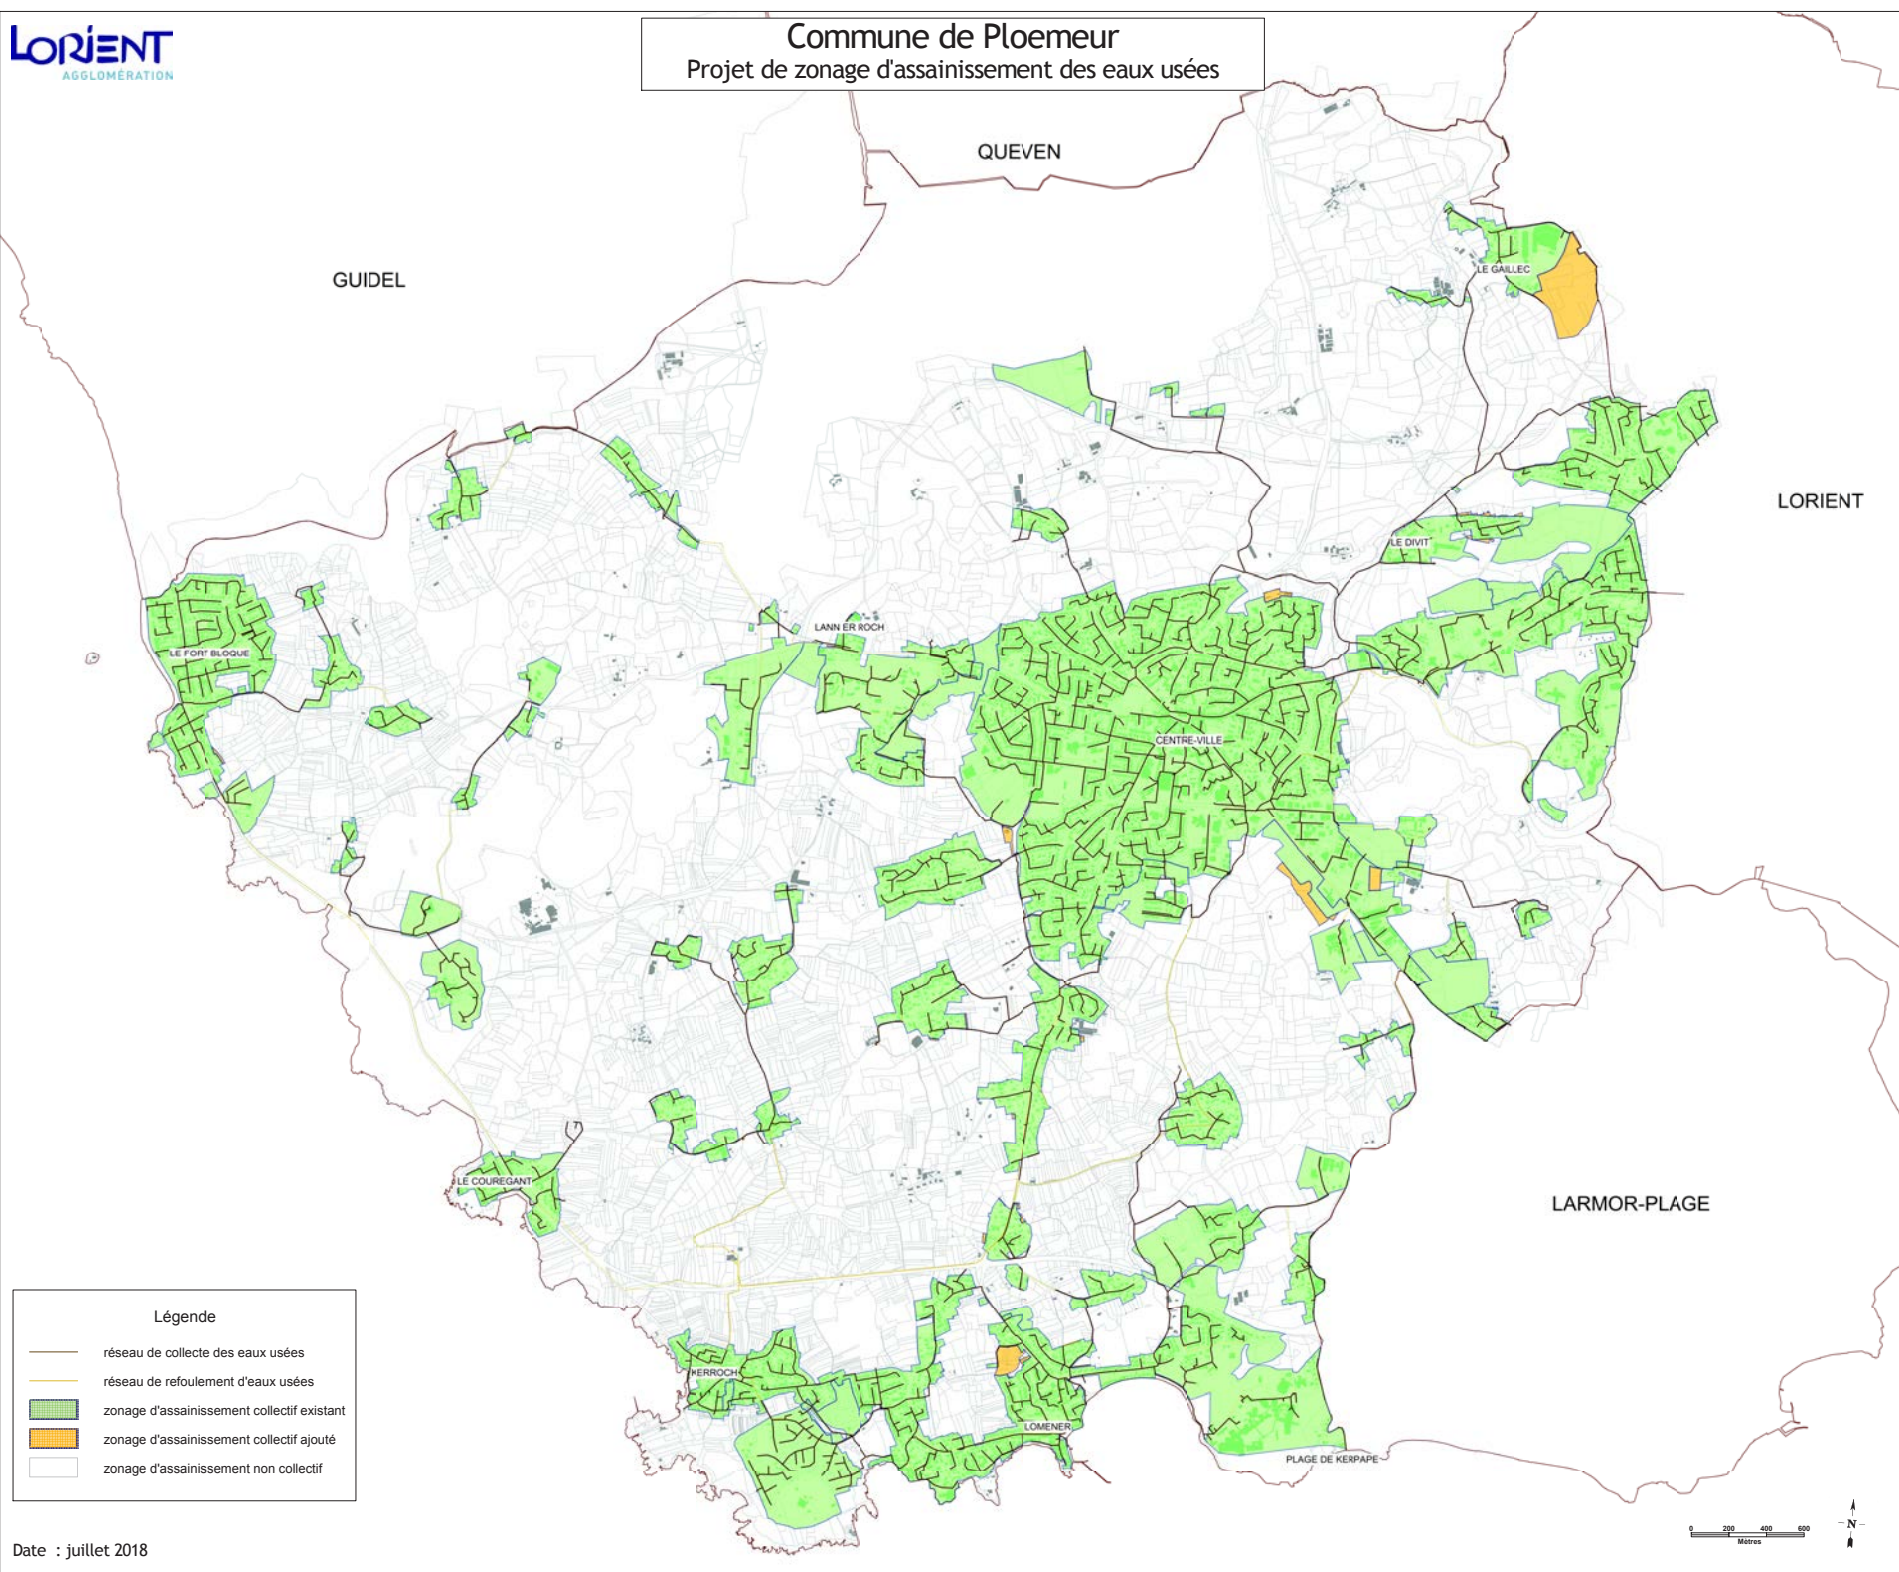 LORIENT
AGGLOMÉRATION
Commune de Ploemeur
Projet de zonage d'assainissement des eaux usées
QUEVEN
GUIDEL
LE GAILLEC
LORIENT
LE DIVIT
LANN ER ROCH
LE FORT BLOQUE
CENTRE-VILLE
LE COUREGANT
LARMOR-PLAGE
KERROCH
LOMENER
PLAGE DE KERPAPE
Légende
réseau de collecte des eaux usées
réseau de refoulement d'eaux usées
zonage d'assainissement collectif existant
zonage d'assainissement collectif ajouté
zonage d'assainissement non collectif
0 200 400 600
Mètres
N
Date : juillet 2018